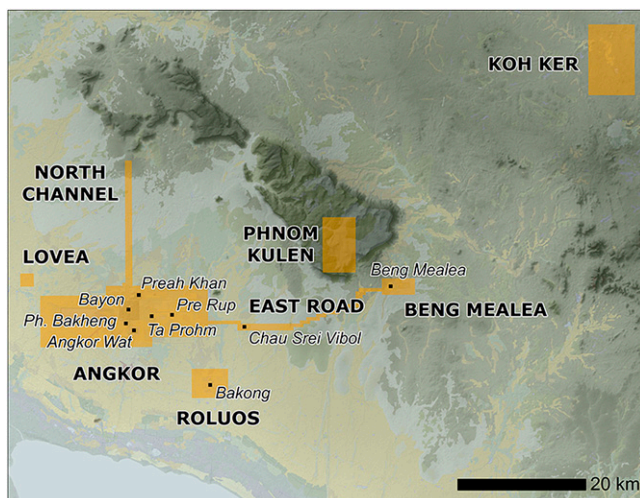 KOH KER
NORTH
CHANNEL
PHNOM
KULEN
LOVEA
Beng Mealea
Preah Khan
Bayon
Pre Rup
EAST ROAD
BENG MEALEA
Ph. Bakheng
Ta Prohm
Angkor Wat
Chau Srei Vibol
ANGKOR
Bakong
ROLUOS
20 km